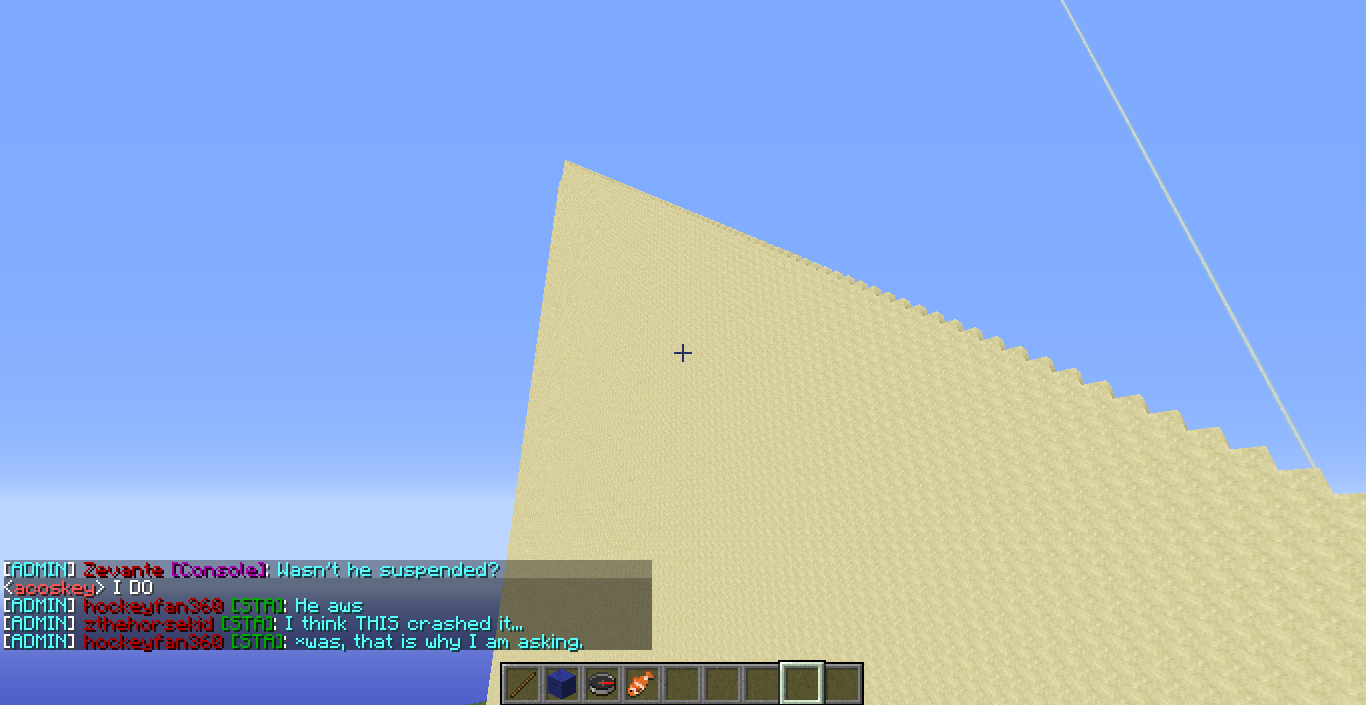 [ADMIN] Zevante [Console]: Wasn't he suspended?
<acoskey> I DO
[ADMIN] hockeyfan360 [STA]: He aws
[ADMIN] zthehorsekid [STA]: I think THIS crashed it...
[ADMIN] hockeyfan360 [STA]: *was, that is why I am asking.